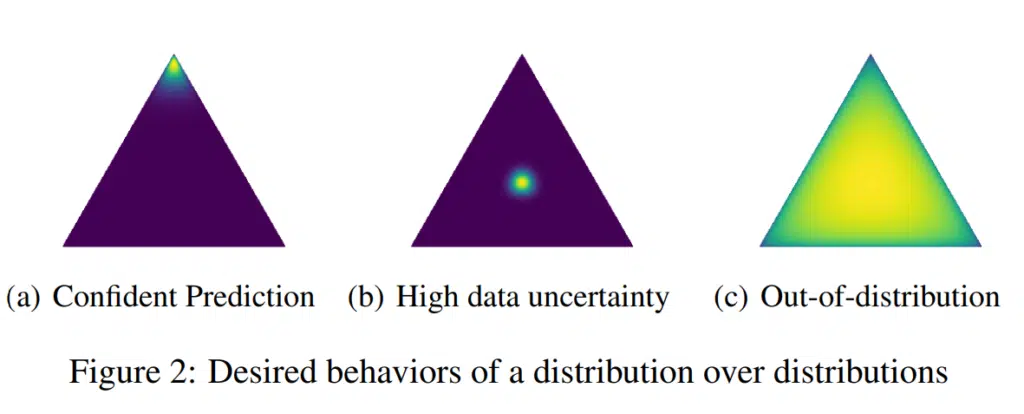 (a) Confident Prediction (b) High data uncertainty (c) Out-of-distribution
Figure 2: Desired behaviors of a distribution over distributions